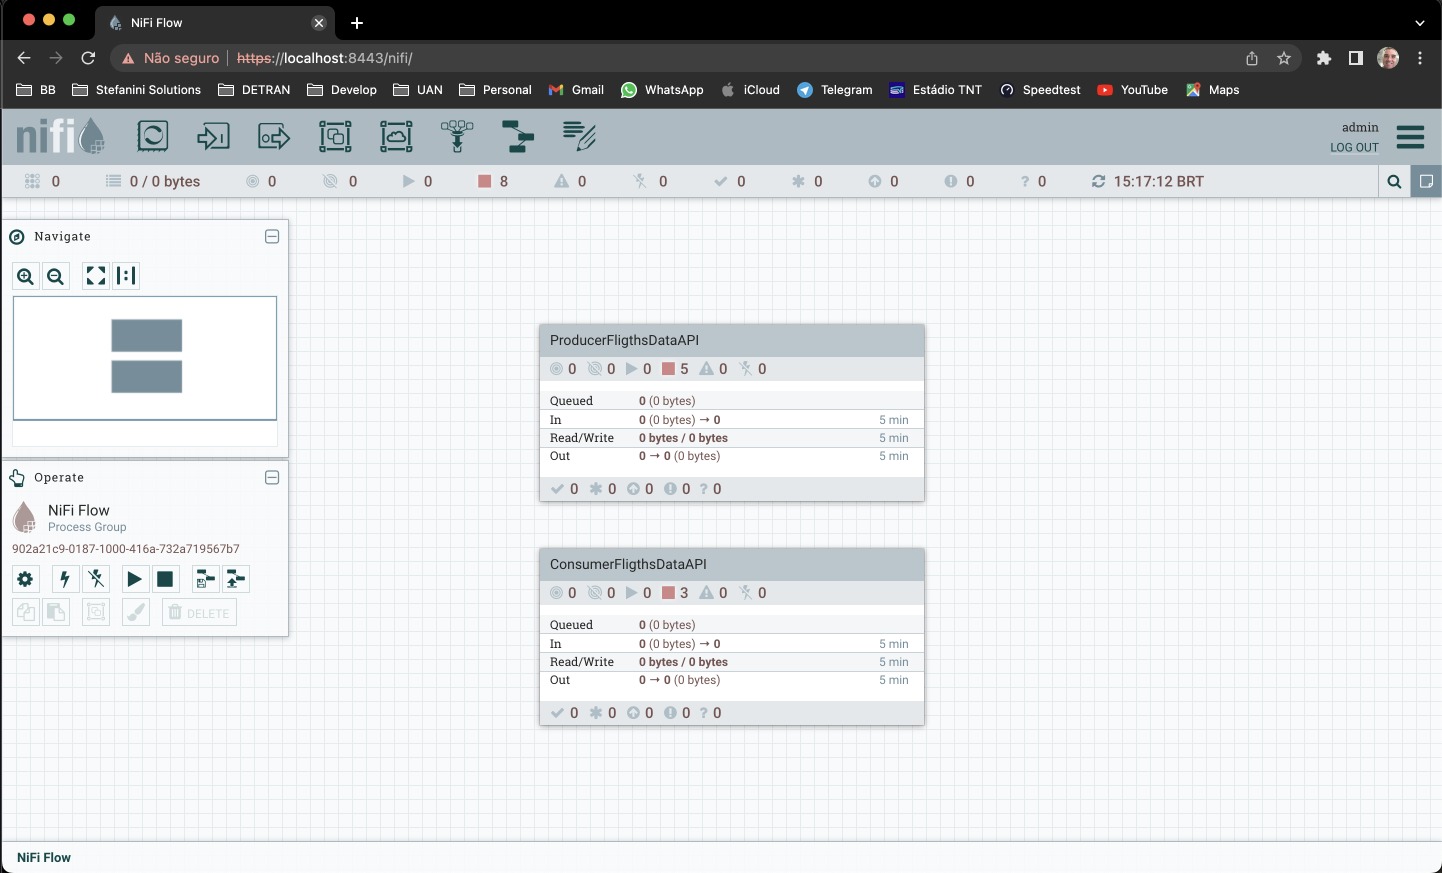 NiFi Flow
Não seguro https://localhost:8443/nifi/
BB Stefanini Solutions DETRAN Develop UAN Personal Gmail WhatsApp iCloud Telegram Estádio TNT Speedtest YouTube Maps
nifi
admin
LOG OUT
0 0 / 0 bytes 0 0 0 8 0 0 0 0 0 0 ? 0 15:17:12 BRT
Navigate
Operate
NiFi Flow
Process Group
902a21c9-0187-1000-416a-732a719567b7
DELETE
ProducerFligthsDataAPI
0 0 0 5 0 0
Queued 0 (0 bytes)
In 0 (0 bytes) → 0 5 min
Read/Write 0 bytes / 0 bytes 5 min
Out 0 → 0 (0 bytes) 5 min
0 0 0 0 ? 0
ConsumerFligthsDataAPI
0 0 0 3 0 0
Queued 0 (0 bytes)
In 0 (0 bytes) → 0 5 min
Read/Write 0 bytes / 0 bytes 5 min
Out 0 → 0 (0 bytes) 5 min
0 0 0 0 ? 0
NiFi Flow